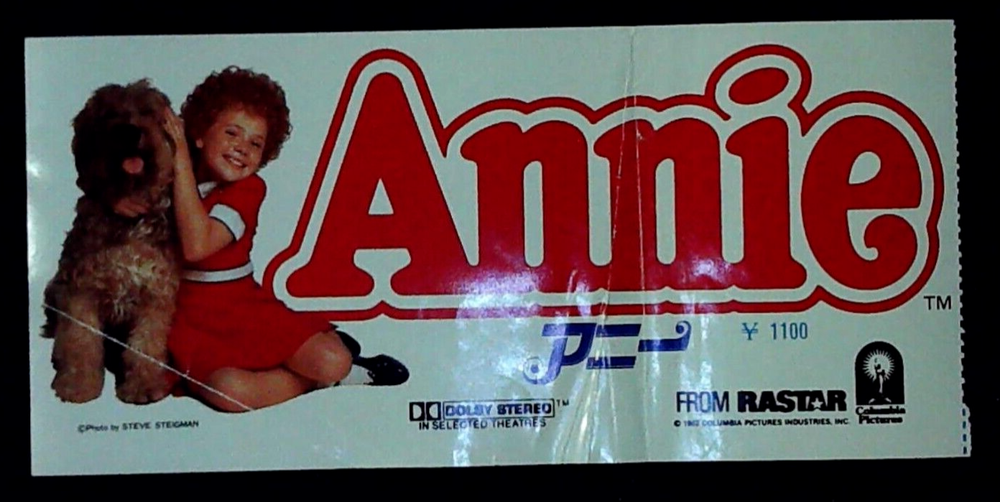 Annie
TM
アニー ¥ 1100
DOLBY STEREO TM
IN SELECTED THEATRES
FROM RASTAR
Columbia
Pictures
© 1982 COLUMBIA PICTURES INDUSTRIES, INC.
©Photo by STEVE STEIGMAN